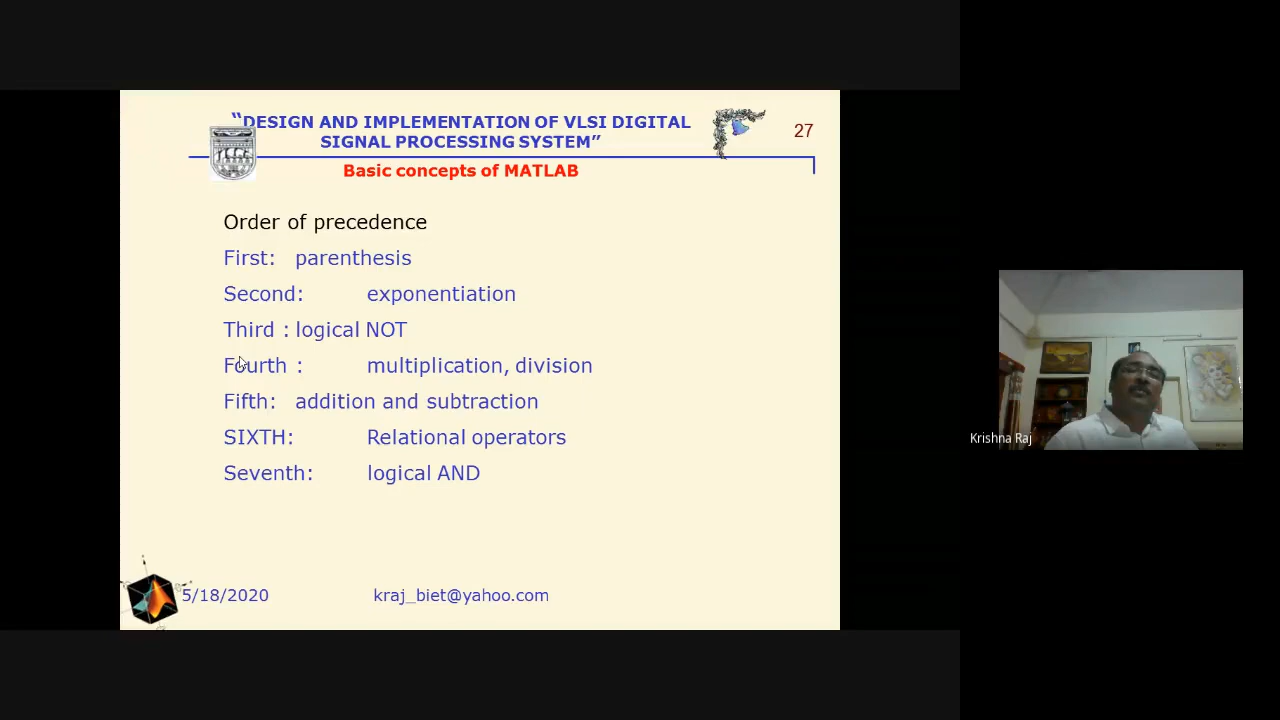 “DESIGN AND IMPLEMENTATION OF VLSI DIGITAL
SIGNAL PROCESSING SYSTEM”
27
Basic concepts of MATLAB
Order of precedence
First: parenthesis
Second: exponentiation
Third : logical NOT
Fourth : multiplication, division
Fifth: addition and subtraction
SIXTH: Relational operators
Seventh: logical AND
5/18/2020 kraj_biet@yahoo.com
Krishna Raj